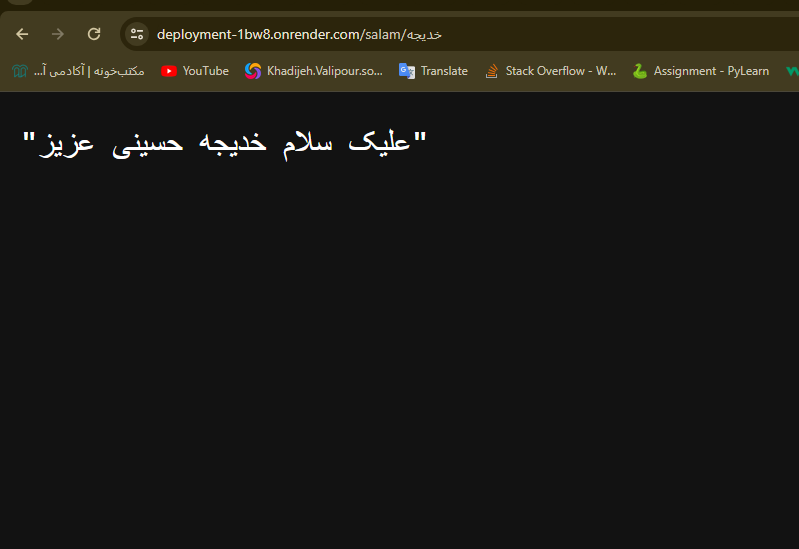 deployment-1bw8.onrender.com/salam/خدیجه
مکتب‌خونه | آکادمی آ...
YouTube
Khadijeh.Valipour.so...
Translate
Stack Overflow - W...
Assignment - PyLearn
"علیک سلام خدیجه حسینی عزیز"